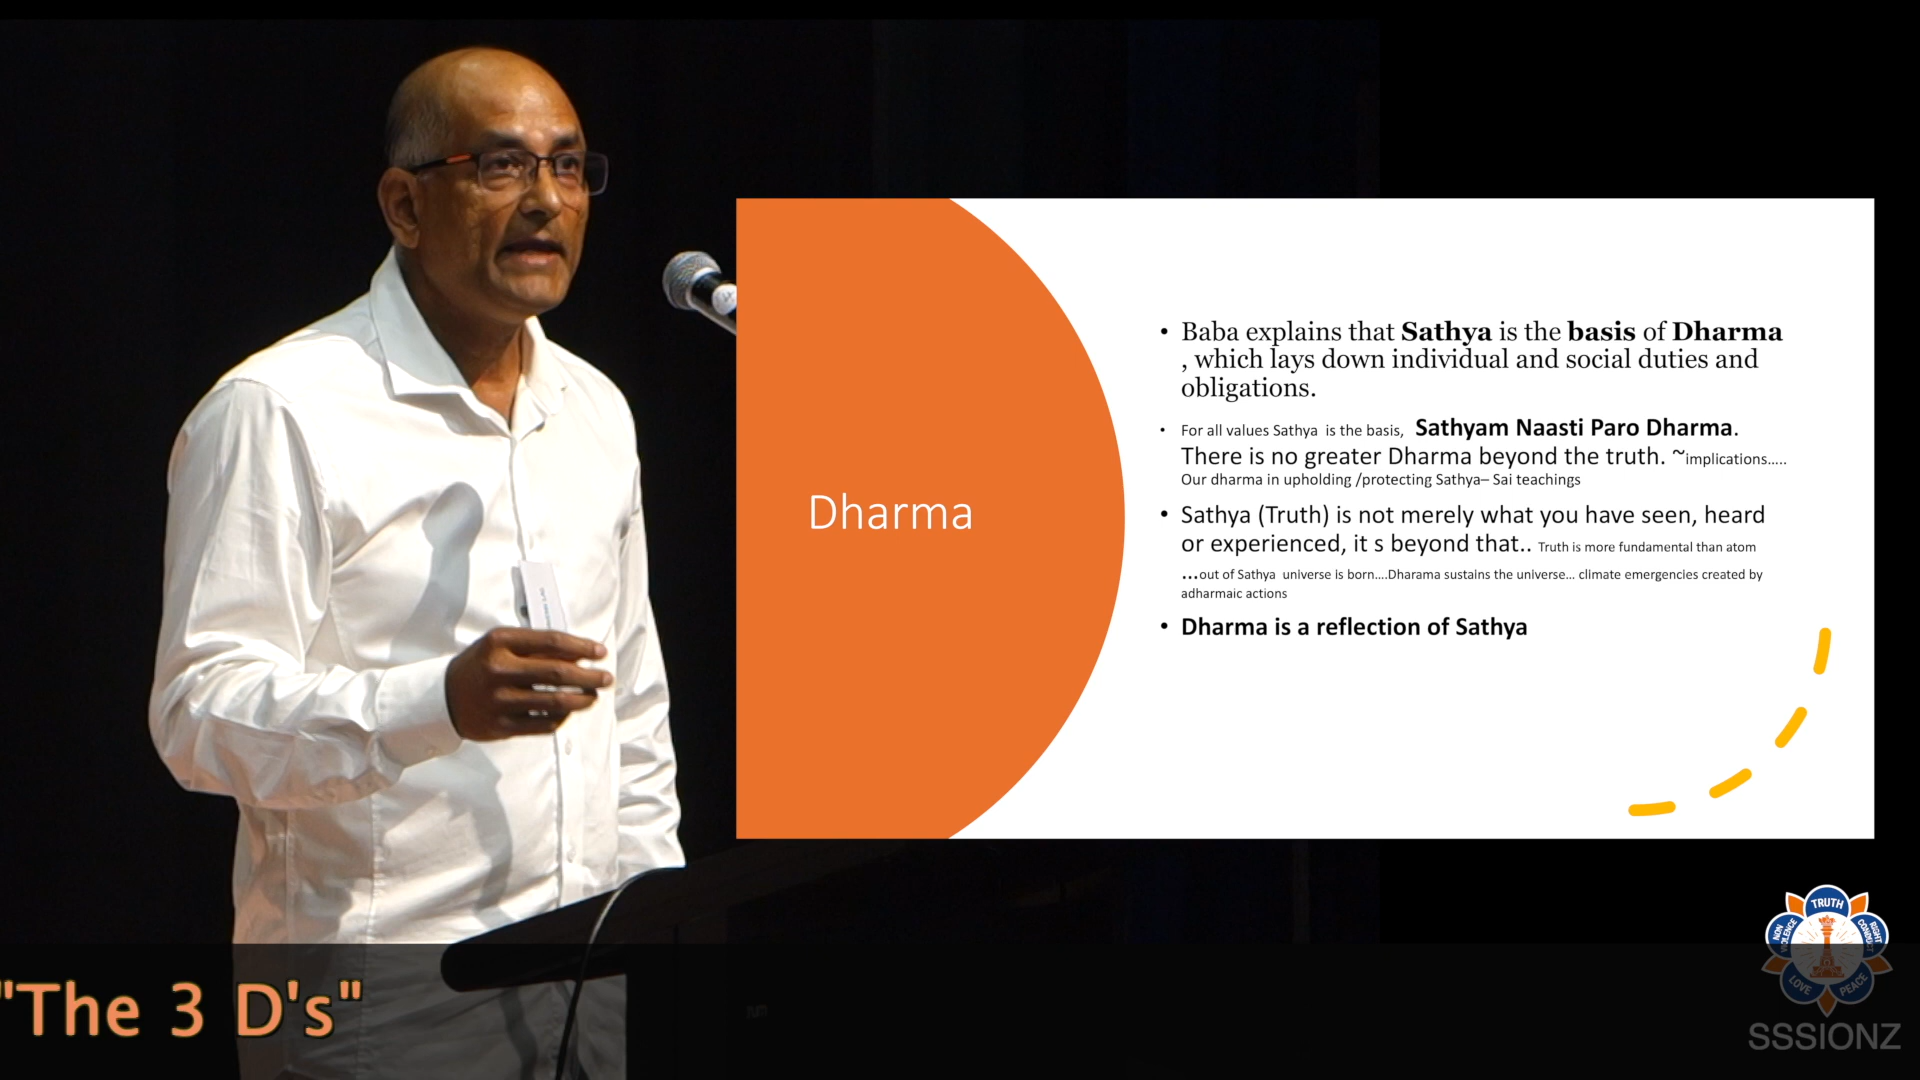 Dharma
• Baba explains that Sathya is the basis of Dharma
, which lays down individual and social duties and
obligations.
• For all values Sathya is the basis, Sathyam Naasti Paro Dharma.
There is no greater Dharma beyond the truth. ~implications.....
Our dharma in upholding /protecting Sathya– Sai teachings
• Sathya (Truth) is not merely what you have seen, heard
or experienced, it s beyond that.. Truth is more fundamental than atom
...out of Sathya universe is born....Dharama sustains the universe... climate emergencies created by
adharmaic actions
• Dharma is a reflection of Sathya
"The 3 D's"
TRUTH
RIGHT CONDUCT
PEACE
LOVE
NON VIOLENCE
SSSIONZ